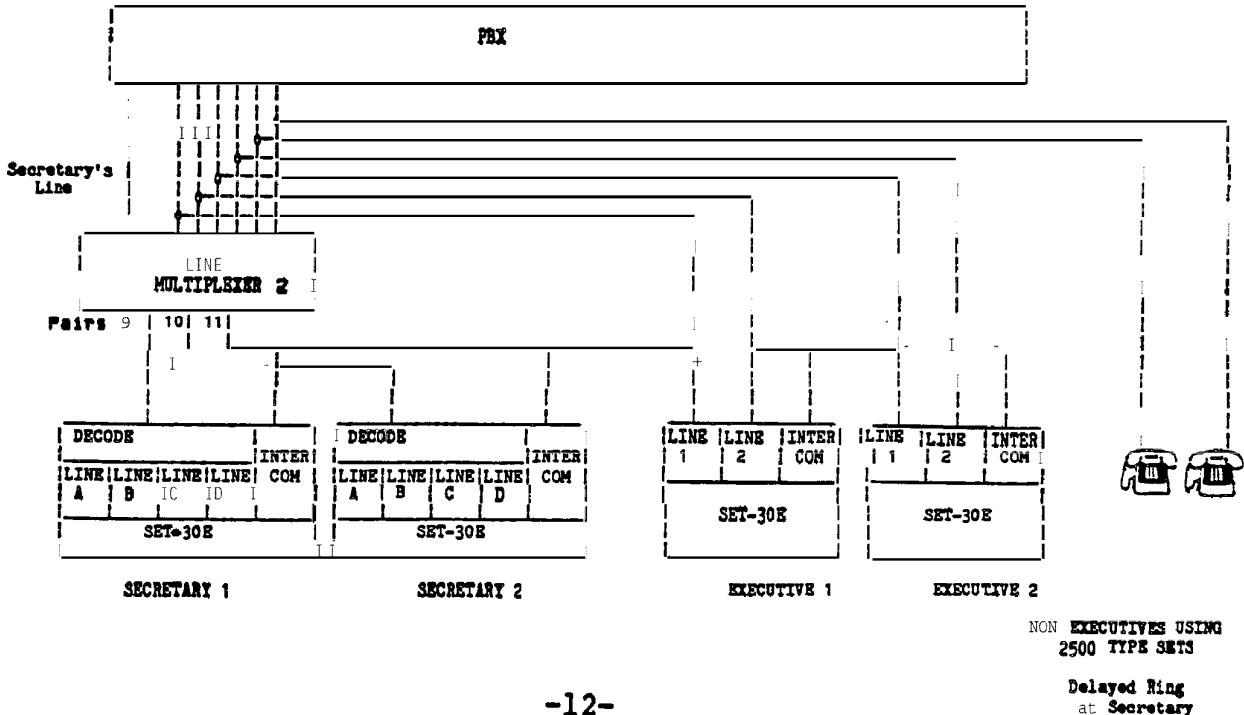 PBX
Secretary's
Line
LINE
MULTIPLEXER 2
Pairs 9 10 11
DECODE
INTER
COM
LINE LINE LINE LINE
A B C D
SET-30E
DECODE
INTER
COM
LINE LINE LINE LINE
A B C D
SET-30E
LINE LINE INTER
1 2 COM
SET-30E
LINE LINE INTER
1 2 COM
SET-30E
SECRETARY 1
SECRETARY 2
EXECUTIVE 1
EXECUTIVE 2
NON EXECUTIVES USING
2500 TYPE SETS
Delayed Ring
at Secretary
-12-